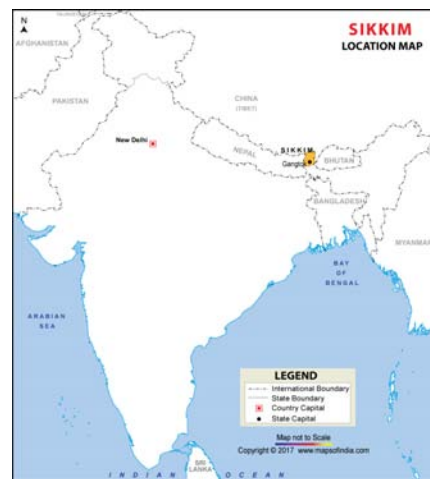 SIKKIM
LOCATION MAP
N
AFGHANISTAN
PAKISTAN
CHINA
(TIBET)
New Delhi
NEPAL
SIKKIM
Gangtok
BHUTAN
BANGLADESH
MYANMAR
ARABIAN
SEA
BAY
OF
BENGAL
LEGEND
International Boundary
State Boundary
Country Capital
State Capital
Map not to Scale
Copyright © 2017 www.mapsofindia.com
SRI
LANKA
INDIAN OCEAN